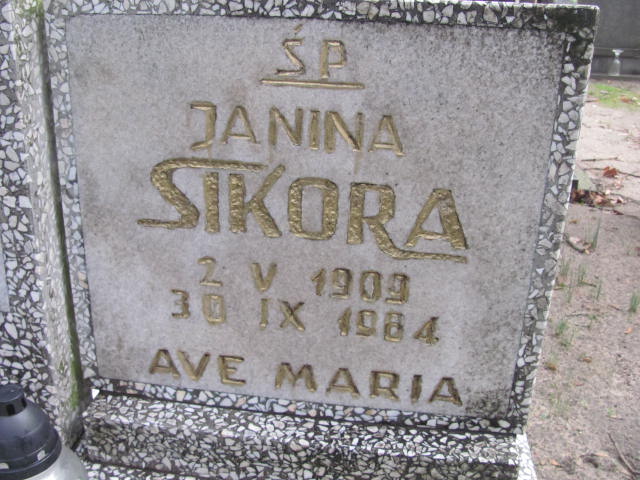 ŚP
JANINA
SIKORA
2 V 1909
30 IX 1984
AVE MARIA